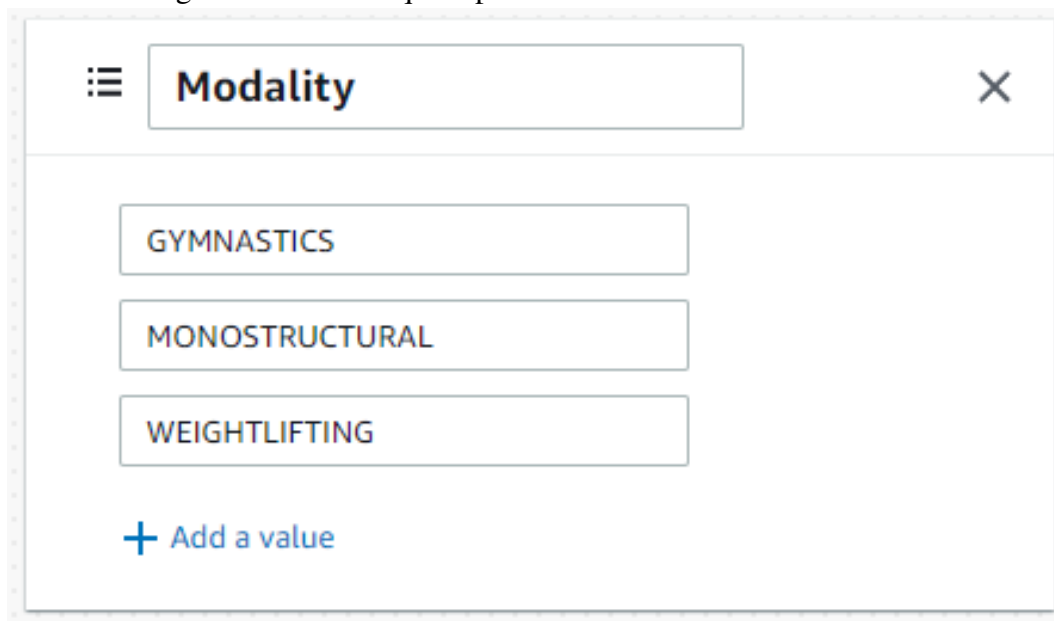 Modality
GYMNASTICS
MONOSTRUCTURAL
WEIGHTLIFTING
+ Add a value